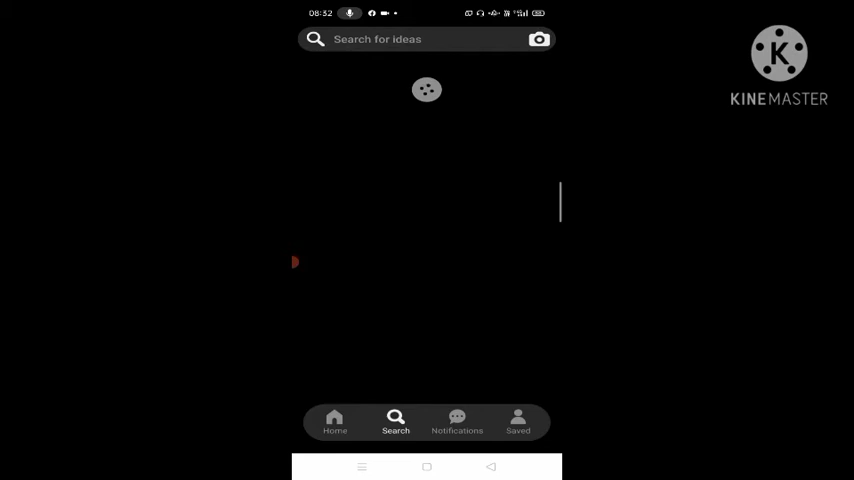 08:32
Search for ideas
KINEMASTER
Home
Search
Notifications
Saved